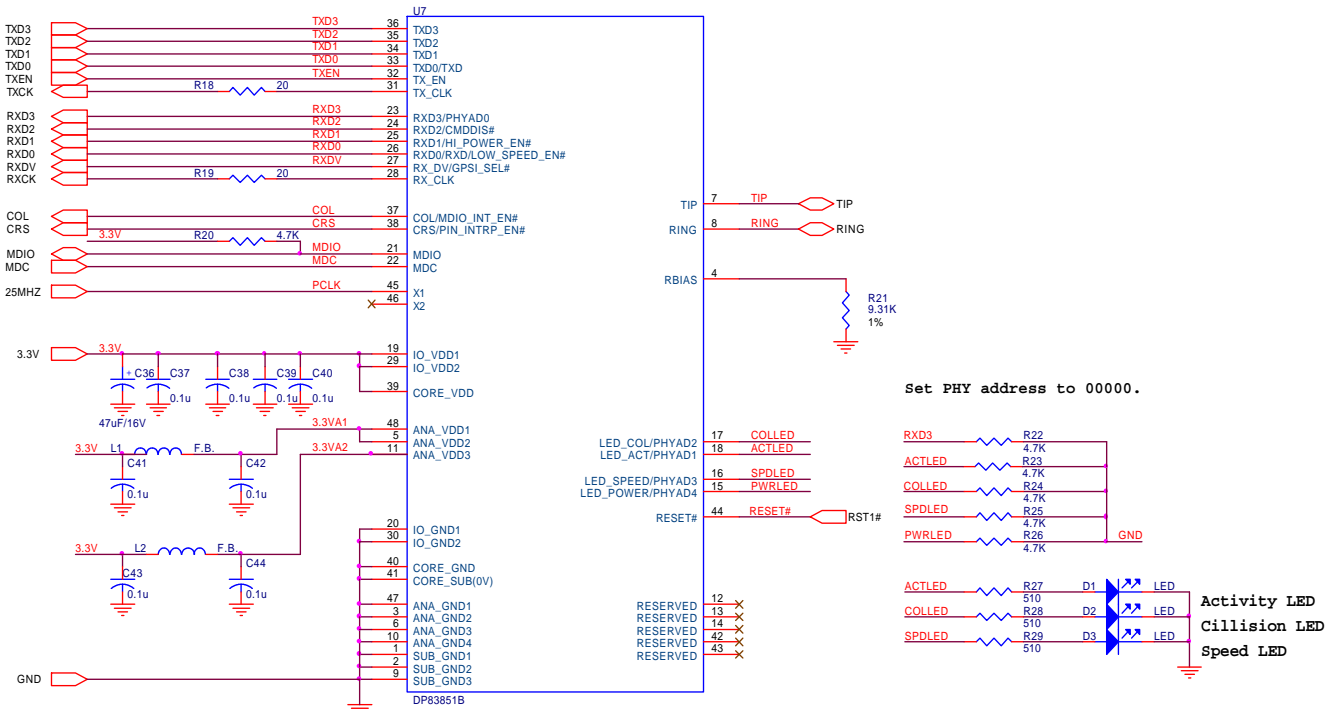 U7
TXD3 TXD3 36 TXD3
TXD2 TXD2 35 TXD2
TXD1 TXD1 34 TXD1
TXD0 TXD0 33 TXD0/TXD
TXEN TXEN 32 TX_EN
TXCK R18 20 31 TX_CLK
RXD3 RXD3 23 RXD3/PHYAD0
RXD2 RXD2 24 RXD2/CMDDIS#
RXD1 RXD1 25 RXD1/HI_POWER_EN#
RXD0 RXD0 26 RXD0/RXD/LOW_SPEED_EN#
RXDV RXDV 27 RX_DV/GPSI_SEL#
RXCK R19 20 28 RX_CLK
COL COL 37 COL/MDIO_INT_EN#
CRS CRS 38 CRS/PIN_INTRP_EN#
3.3V R20 4.7K
MDIO MDIO 21 MDIO
MDC MDC 22 MDC
25MHZ PCLK 45 X1
46 X2
3.3V 3.3V 19 IO_VDD1
29 IO_VDD2
39 CORE_VDD
+ C36 C37 C38 C39 C40
0.1u 0.1u 0.1u 0.1u
47uF/16V
3.3VA1 48 ANA_VDD1
5 ANA_VDD2
3.3V L1 F.B. 3.3VA2 11 ANA_VDD3
C41 C42
0.1u 0.1u
20 IO_GND1
30 IO_GND2
3.3V L2 F.B.
C43 C44
0.1u 0.1u
40 CORE_GND
41 CORE_SUB(0V)
47 ANA_GND1
3 ANA_GND2
6 ANA_GND3
10 ANA_GND4
1 SUB_GND1
2 SUB_GND2
GND 9 SUB_GND3
DP83851B
TIP 7 TIP TIP
RING 8 RING RING
RBIAS 4
R21
9.31K
1%
LED_COL/PHYAD2 17 COLLED
LED_ACT/PHYAD1 18 ACTLED
LED_SPEED/PHYAD3 16 SPDLED
LED_POWER/PHYAD4 15 PWRLED
RESET# 44 RESET# RST1#
RESERVED 12
RESERVED 13
RESERVED 14
RESERVED 42
RESERVED 43
Set PHY address to 00000.
RXD3 R22
4.7K
ACTLED R23
4.7K
COLLED R24
4.7K
SPDLED R25
4.7K
PWRLED R26 GND
4.7K
ACTLED R27 D1 LED
510
Activity LED
COLLED R28 D2 LED
510
Cillision LED
SPDLED R29 D3 LED
510
Speed LED